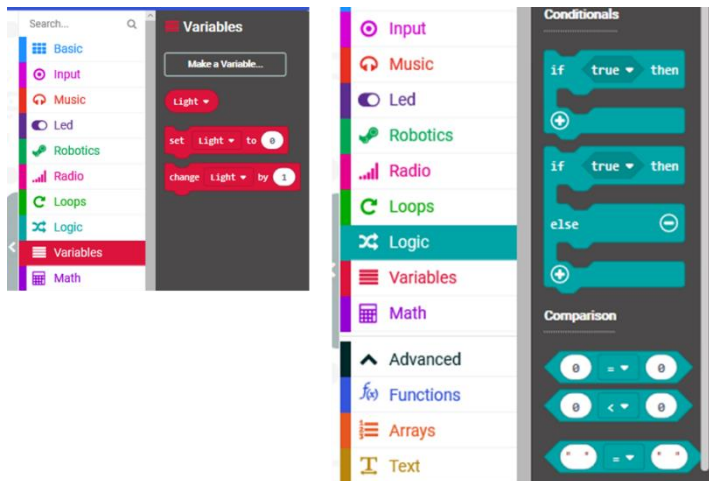 Search...
Basic
Input
Music
Led
Robotics
Radio
Loops
Logic
Variables
Math
Variables
Make a Variable...
Light
set Light to 0
change Light by 1
Input
Music
Led
Robotics
Radio
Loops
Logic
Variables
Math
Advanced
f(x) Functions
Arrays
Text
Conditionals
if true then
if true then
else
Comparison
0 = 0
0 < 0
" " = " "